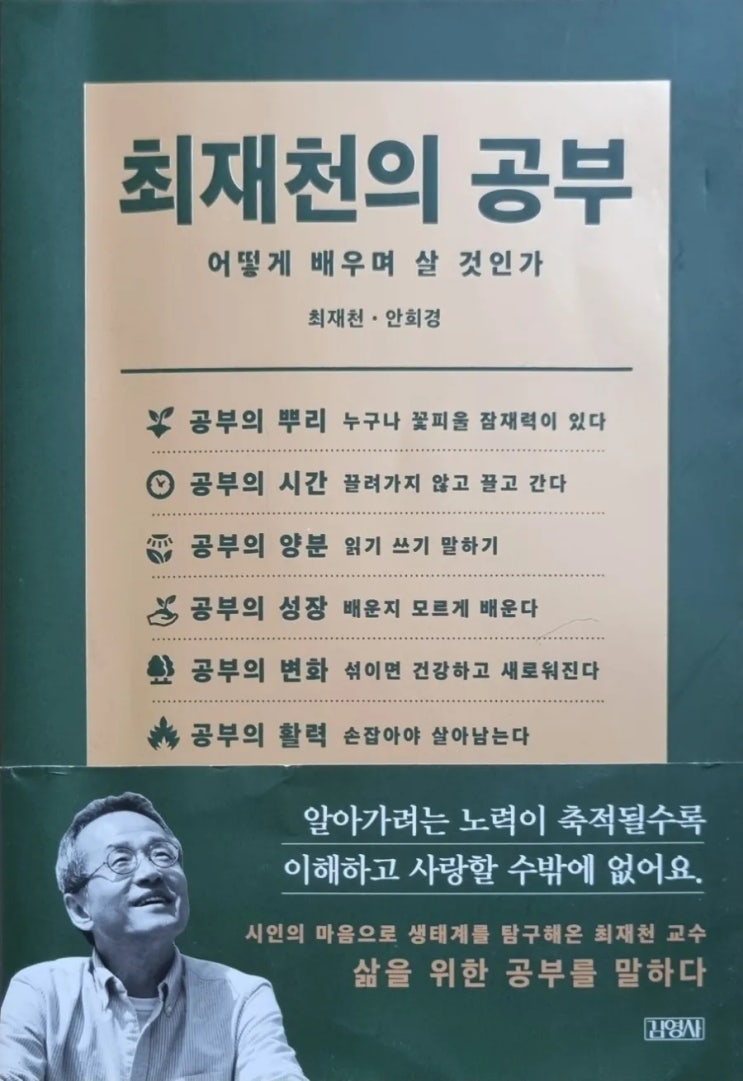 최재천의 공부
어떻게 배우며 살 것인가
최재천 · 안희경
공부의 뿌리 누구나 꽃피울 잠재력이 있다
공부의 시간 끌려가지 않고 끌고 간다
공부의 양분 읽기 쓰기 말하기
공부의 성장 배운지 모르게 배운다
공부의 변화 섞이면 건강하고 새로워진다
공부의 활력 손잡아야 살아남는다
알아가려는 노력이 축적될수록
이해하고 사랑할 수밖에 없어요.
시인의 마음으로 생태계를 탐구해온 최재천 교수
삶을 위한 공부를 말하다
김영사